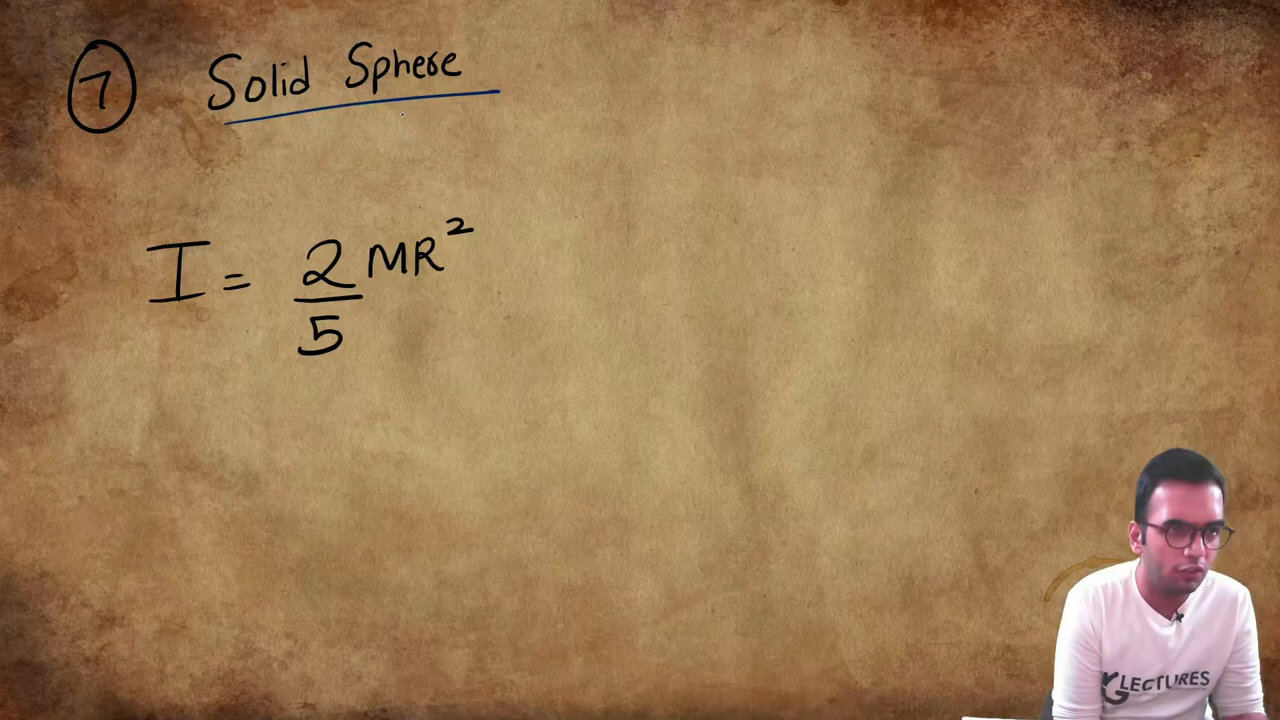 7 Solid Sphere
I = 2/5 MR²
LECTURES